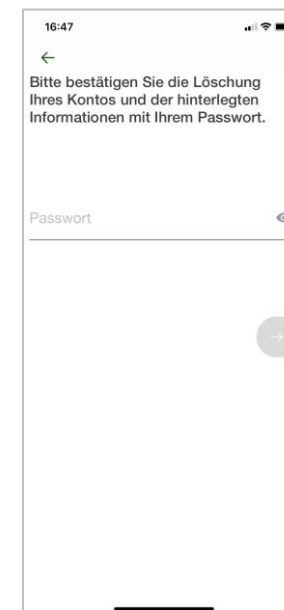 16:47
Bitte bestätigen Sie die Löschung
Ihres Kontos und der hinterlegten
Informationen mit Ihrem Passwort.
Passwort